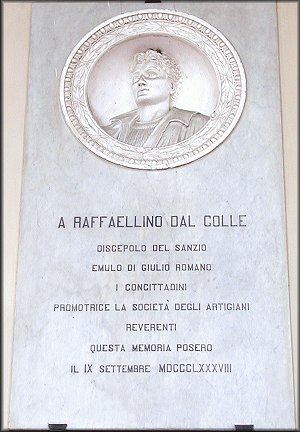 A RAFFAELLINO DAL COLLE
DISCEPOLO DEL SANZIO
EMULO DI GIULIO ROMANO
I CONCITTADINI
PROMOTRICE LA SOCIETÀ DEGLI ARTIGIANI
REVERENTI
QUESTA MEMORIA POSERO
IL IX SETTEMBRE MDCCCLXXXVIII